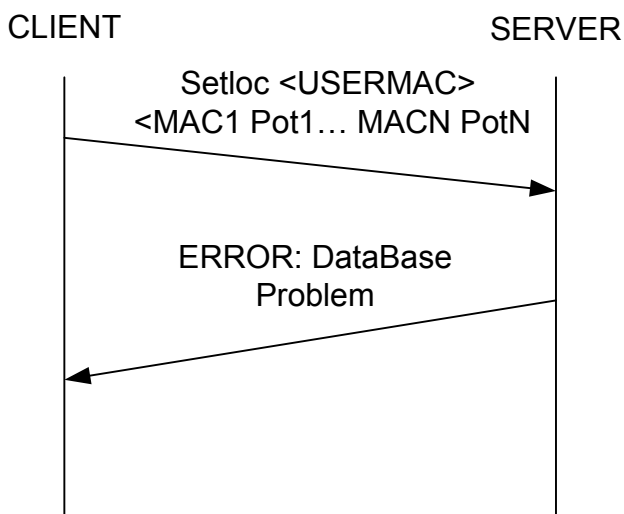 CLIENT
SERVER
Setloc <USERMAC>
<MAC1 Pot1… MACN PotN
ERROR: DataBase
Problem